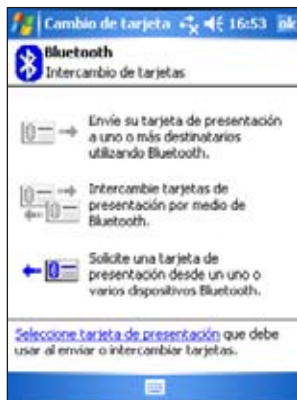 Cambio de tarjeta 16:53 ok
Bluetooth
Intercambio de tarjetas
Envíe su tarjeta de presentación
a uno o más destinatarios
utilizando Bluetooth.
Intercambie tarjetas de
presentación por medio de
Bluetooth.
Solicite una tarjeta de
presentación desde un uno o
varios dispositivos Bluetooth.
Seleccione tarjeta de presentación que debe
usar al enviar o intercambiar tarjetas.